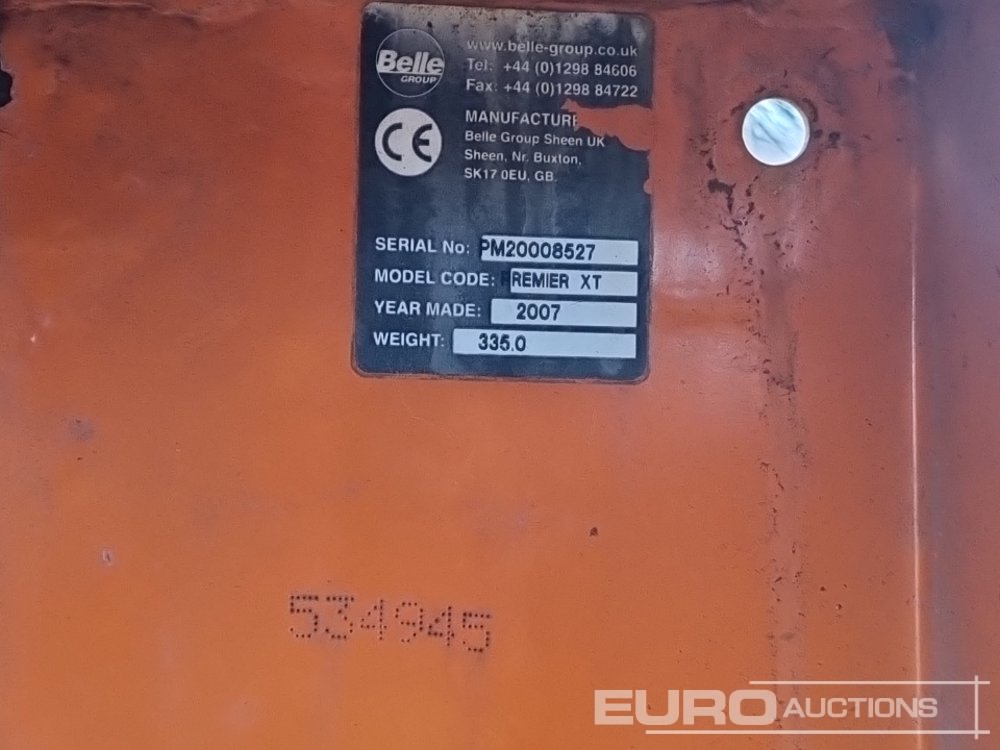 Belle
GROUP
www.belle-group.co.uk
Tel: +44 (0)1298 84606
Fax: +44 (0)1298 84722
CE
MANUFACTURE
Belle Group Sheen UK
Sheen, Nr. Buxton,
SK17 0EU, GB.
SERIAL No: PM20008527
MODEL CODE: PREMIER XT
YEAR MADE: 2007
WEIGHT: 335.0
534945
EURO AUCTIONS